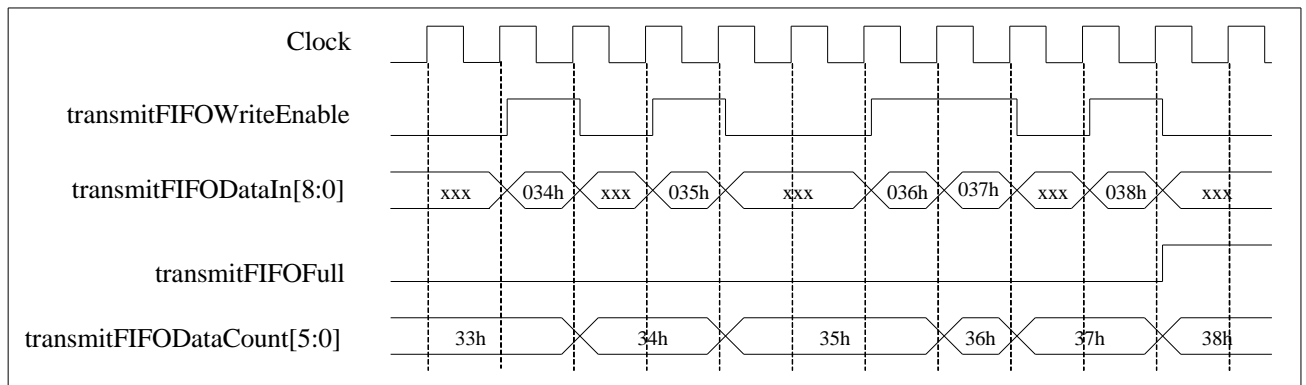 Clock
transmitFIFOWriteEnable
transmitFIFODataIn[8:0] xxx 034h xxx 035h xxx 036h 037h xxx 038h xxx
transmitFIFOFull
transmitFIFODataCount[5:0] 33h 34h 35h 36h 37h 38h